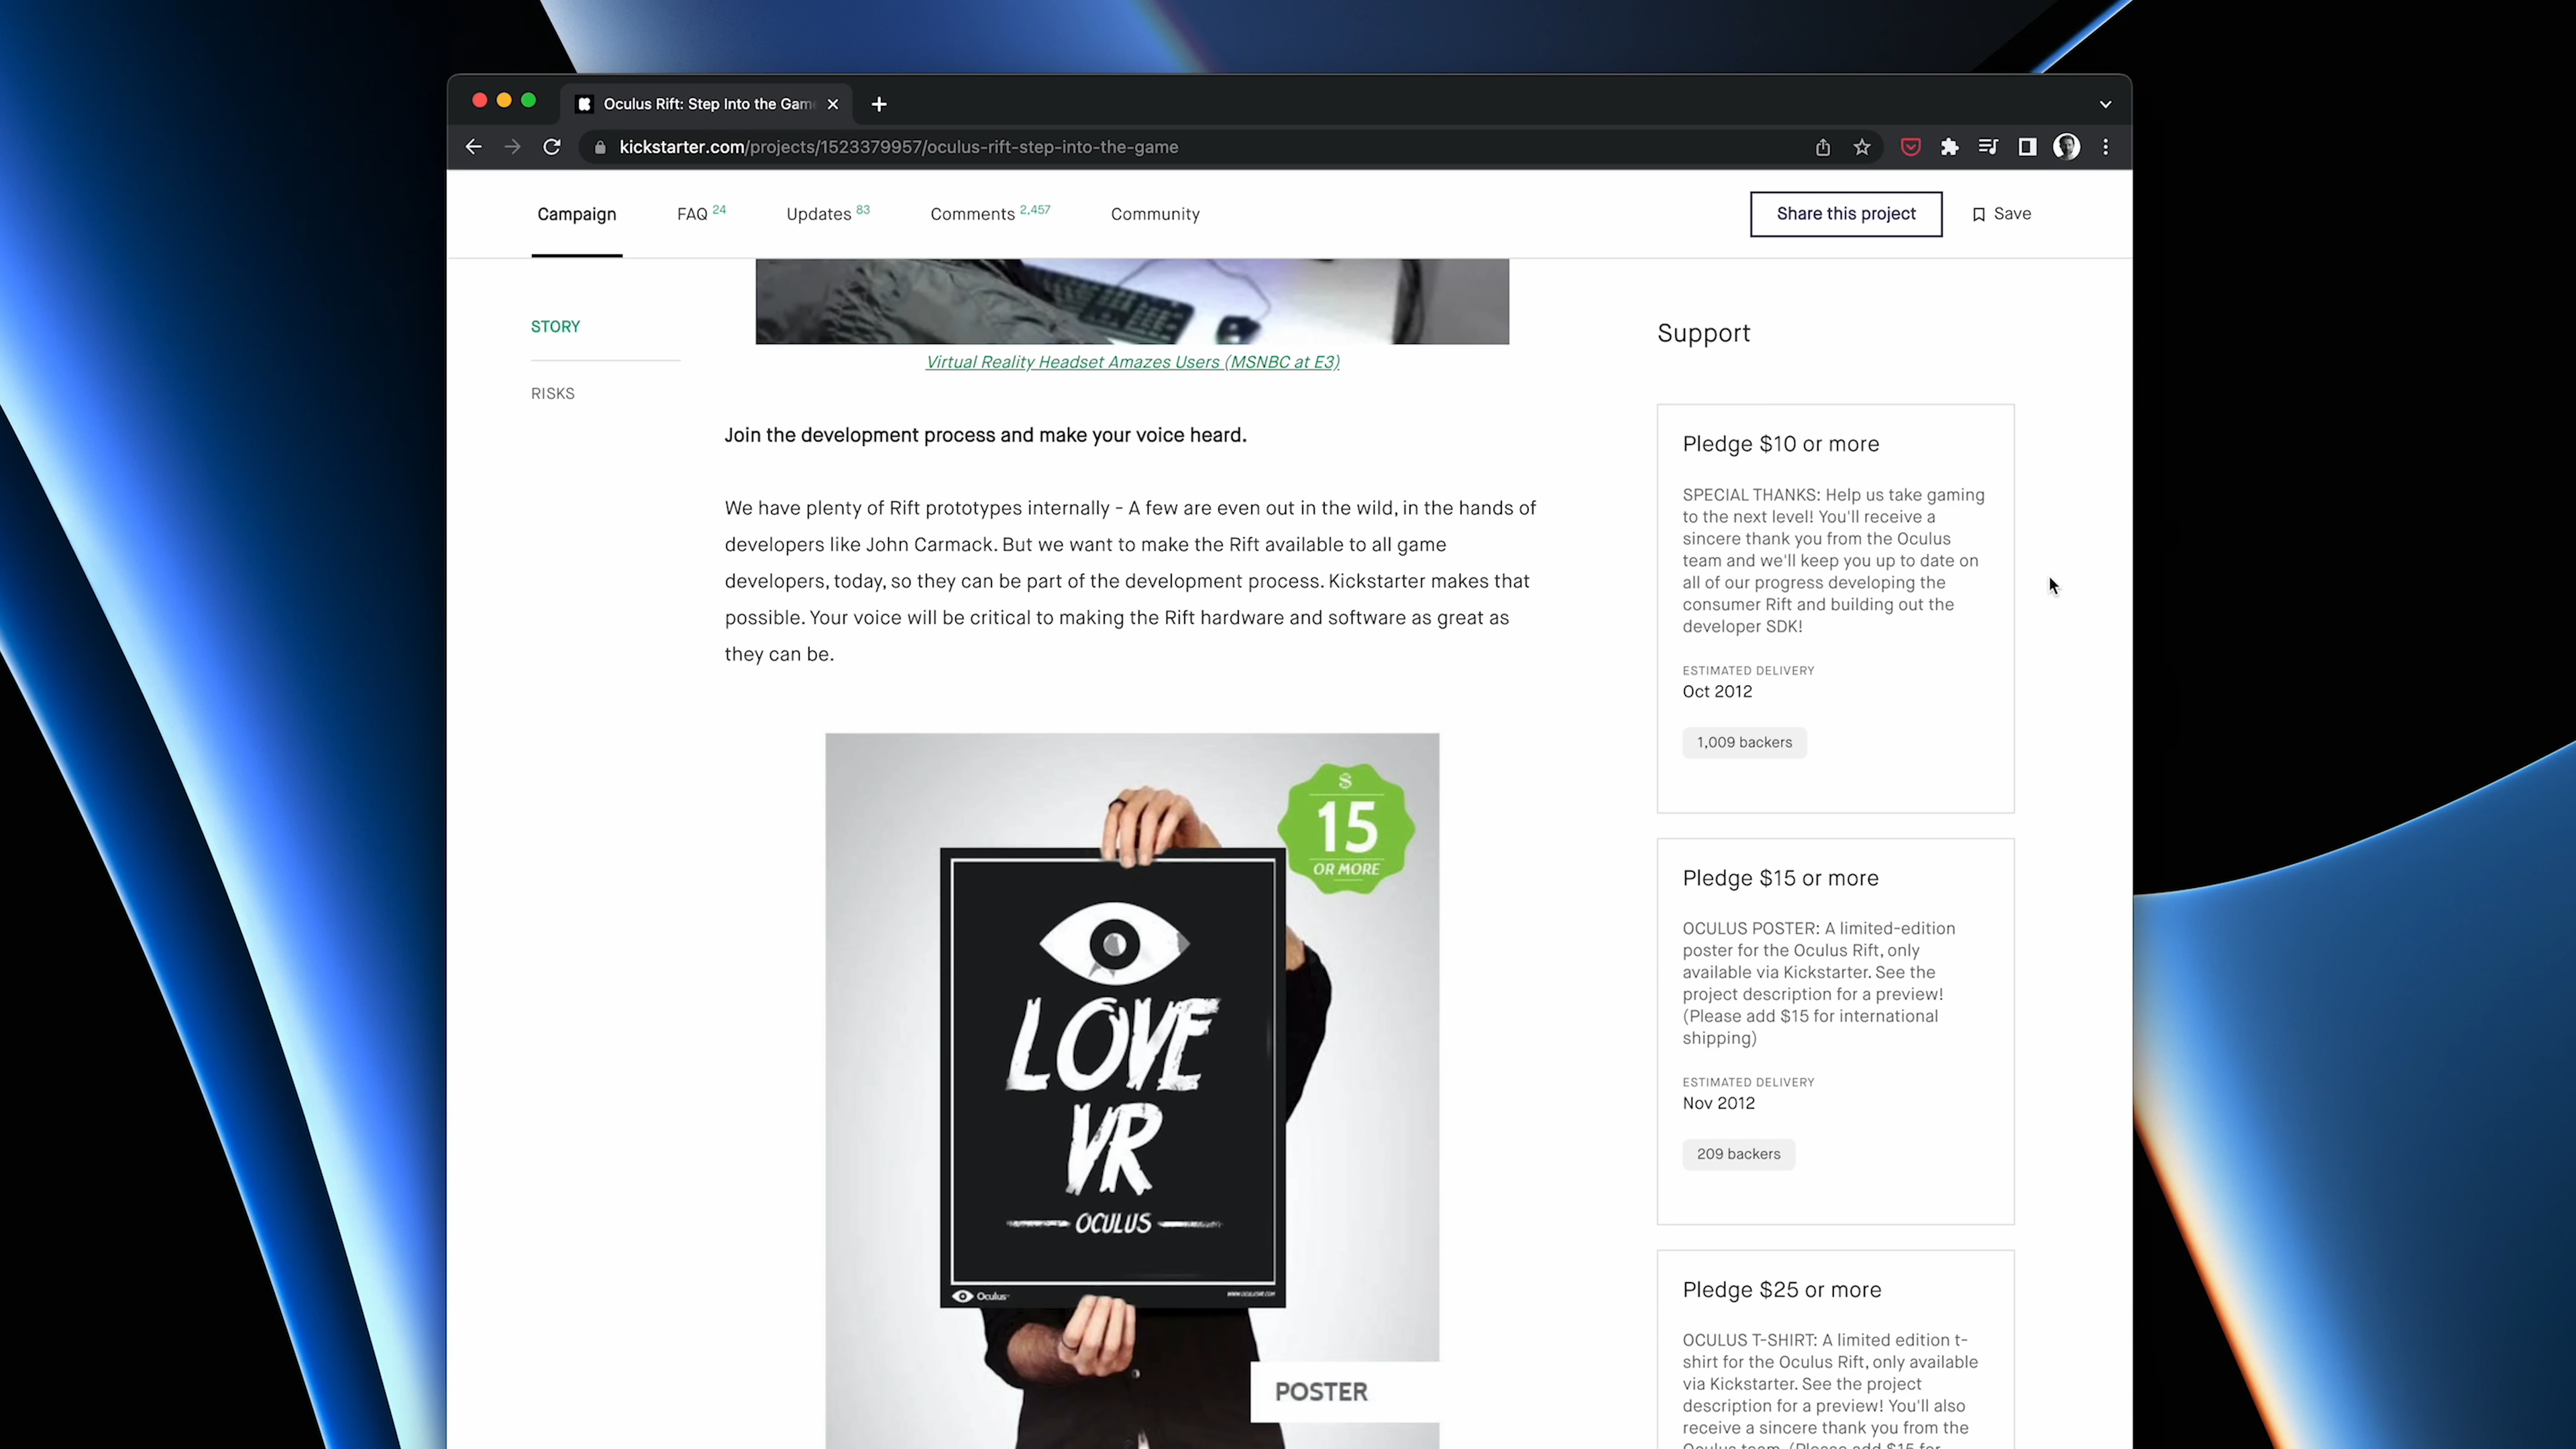 Oculus Rift: Step Into the Gam
kickstarter.com/projects/1523379957/oculus-rift-step-into-the-game
Campaign
FAQ 24
Updates 83
Comments 2,457
Community
Share this project
Save
STORY
RISKS
Virtual Reality Headset Amazes Users (MSNBC at E3)
Join the development process and make your voice heard.
We have plenty of Rift prototypes internally - A few are even out in the wild, in the hands of
developers like John Carmack. But we want to make the Rift available to all game
developers, today, so they can be part of the development process. Kickstarter makes that
possible. Your voice will be critical to making the Rift hardware and software as great as
they can be.
$
15
OR MORE
LOVE
VR
OCULUS
Oculus™
WWW.OCULUSVR.COM
POSTER
Support
Pledge $10 or more
SPECIAL THANKS: Help us take gaming
to the next level! You'll receive a
sincere thank you from the Oculus
team and we'll keep you up to date on
all of our progress developing the
consumer Rift and building out the
developer SDK!
ESTIMATED DELIVERY
Oct 2012
1,009 backers
Pledge $15 or more
OCULUS POSTER: A limited-edition
poster for the Oculus Rift, only
available via Kickstarter. See the
project description for a preview!
(Please add $15 for international
shipping)
ESTIMATED DELIVERY
Nov 2012
209 backers
Pledge $25 or more
OCULUS T-SHIRT: A limited edition t-
shirt for the Oculus Rift, only available
via Kickstarter. See the project
description for a preview! You'll also
receive a sincere thank you from the
Oculus team. (Please add $15 for